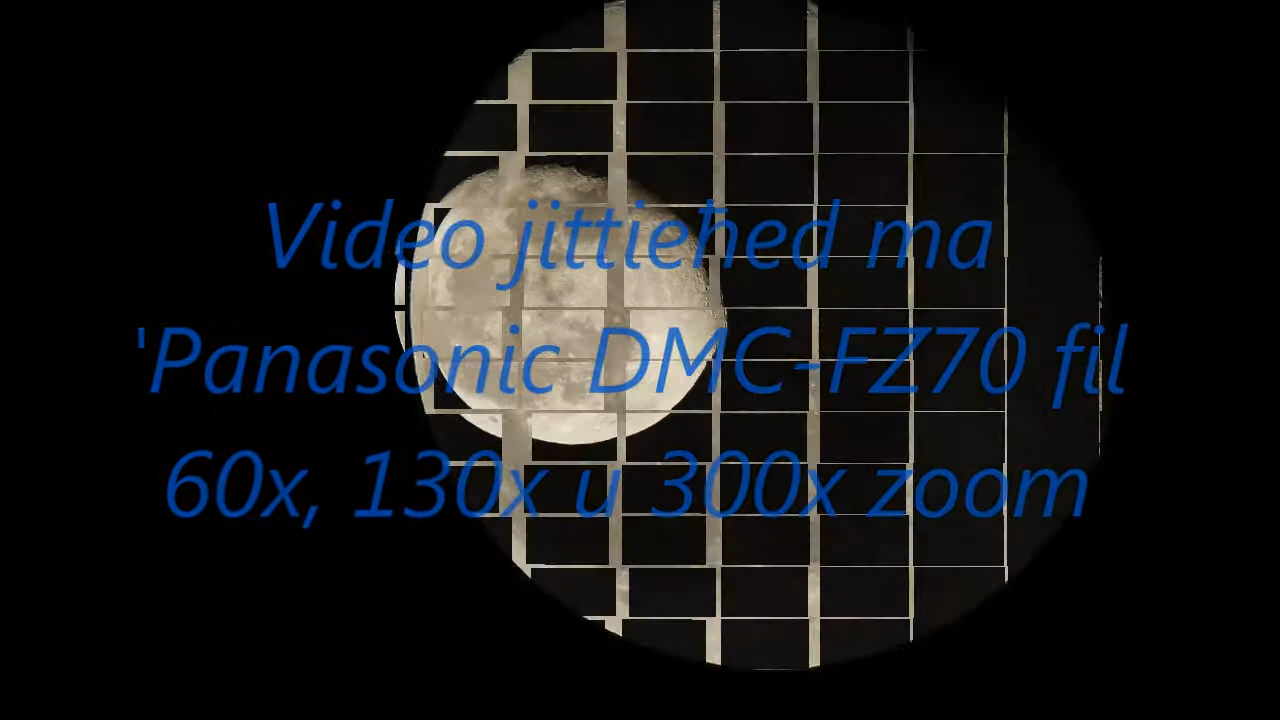 Video jittieħed ma
'Panasonic DMC-FZ70 fil
60x, 130x u 300x zoom